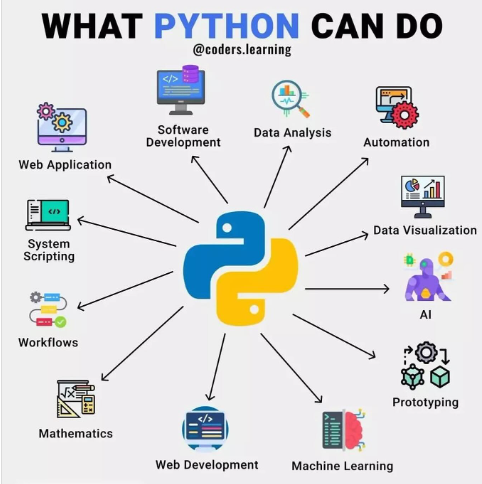 WHAT PYTHON CAN DO
@coders.learning
Software
Development
Data Analysis
Automation
Web Application
Data Visualization
System
Scripting
AI
Workflows
Prototyping
Mathematics
Web Development
Machine Learning